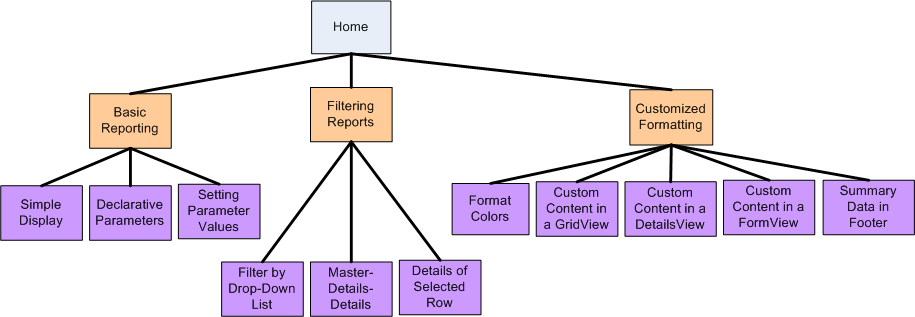 Home
Basic
Reporting
Filtering
Reports
Customized
Formatting
Simple
Display
Declarative
Parameters
Setting
Parameter
Values
Filter by
Drop-Down
List
Master-
Details-
Details
Details of
Selected
Row
Format
Colors
Custom
Content in
a GridView
Custom
Content in a
DetailsView
Custom
Content in a
FormView
Summary
Data in
Footer